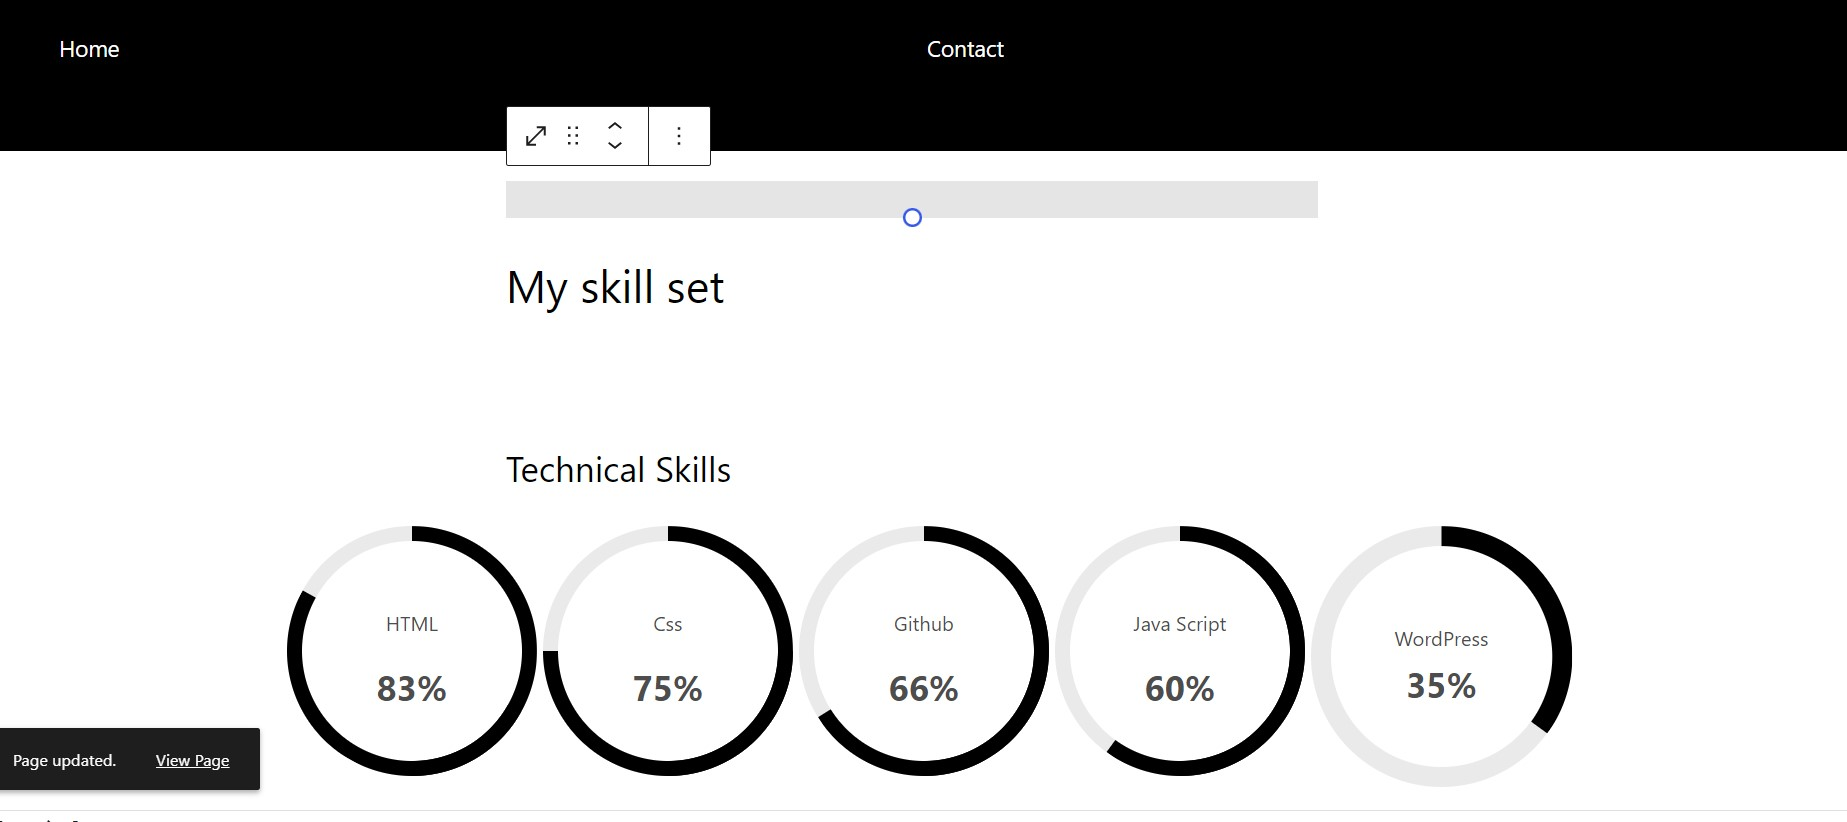 Home
Contact
My skill set
Technical Skills
HTML
83%
Css
75%
Github
66%
Java Script
60%
WordPress
35%
Page updated. View Page